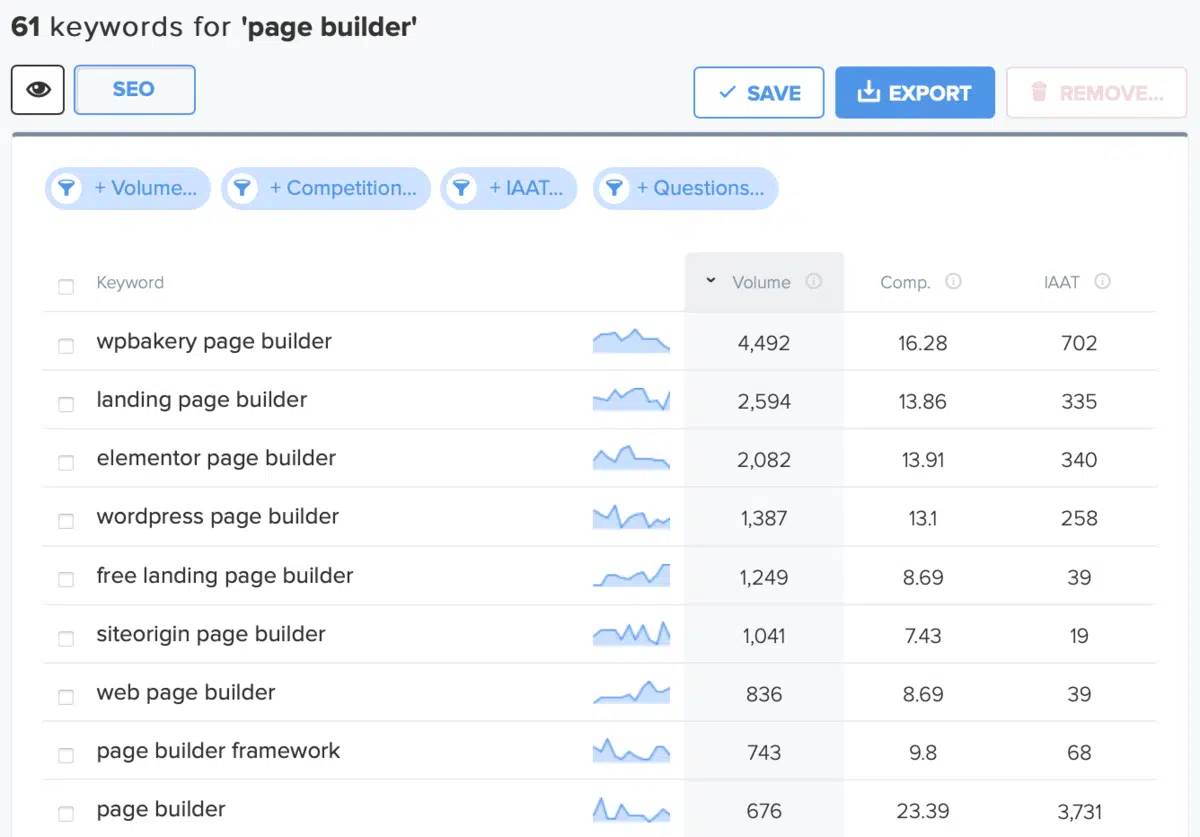 61 keywords for 'page builder'
SEO SAVE EXPORT REMOVE...
+ Volume... + Competition... + IAAT... + Questions...
Keyword Volume Comp. IAAT
wpbakery page builder 4,492 16.28 702
landing page builder 2,594 13.86 335
elementor page builder 2,082 13.91 340
wordpress page builder 1,387 13.1 258
free landing page builder 1,249 8.69 39
siteorigin page builder 1,041 7.43 19
web page builder 836 8.69 39
page builder framework 743 9.8 68
page builder 676 23.39 3,731